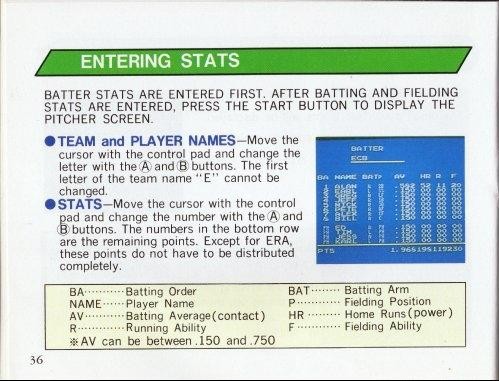 ENTERING STATS
BATTER STATS ARE ENTERED FIRST. AFTER BATTING AND FIELDING
STATS ARE ENTERED, PRESS THE START BUTTON TO DISPLAY THE
PITCHER SCREEN.
●TEAM and PLAYER NAMES—Move the
cursor with the control pad and change the
letter with the Ⓐ and Ⓑ buttons. The first
letter of the team name "E" cannot be
changed.
●STATS—Move the cursor with the control
pad and change the number with the Ⓐ and
Ⓑ buttons. The numbers in the bottom row
are the remaining points. Except for ERA,
these points do not have to be distributed
completely.
BATTER
ECB
BA NAME BAT P AV HR R F
PTS
BA············Batting Order
NAME······Player Name
AV············Batting Average(contact)
R··············Running Ability
※AV can be between .150 and .750
BAT········ Batting Arm
P············ Fielding Position
HR ········ Home Runs(power)
F············ Fielding Ability
36